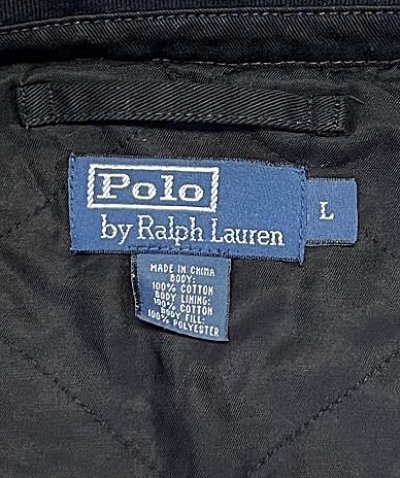 Polo
by Ralph Lauren
L
MADE IN CHINA
BODY:
100% COTTON
BODY LINING:
100% COTTON
BODY FILL:
100% POLYESTER